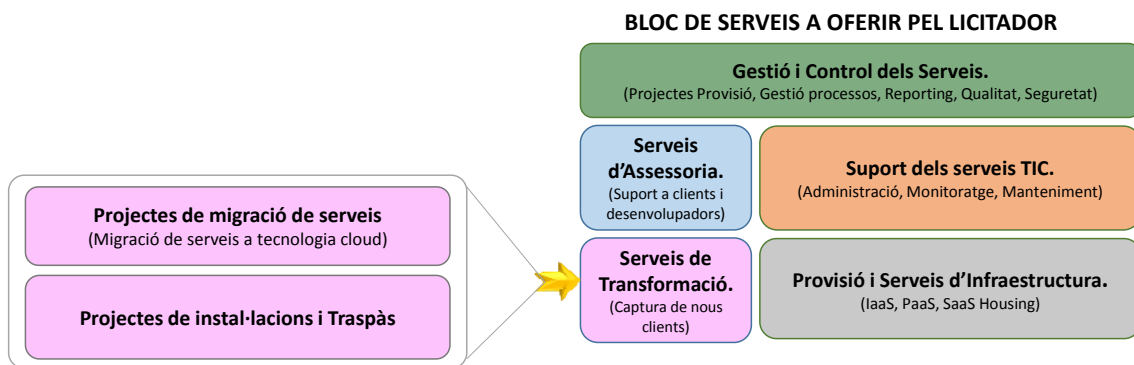 BLOC DE SERVEIS A OFERIR PEL LICITADOR
Gestió i Control dels Serveis.
(Projectes Provisió, Gestió processos, Reporting, Qualitat, Seguretat)
Serveis
d’Assessoria.
(Suport a clients i
desenvolupadors)
Suport dels serveis TIC.
(Administració, Monitoratge, Manteniment)
Projectes de migració de serveis
(Migració de serveis a tecnologia cloud)
Projectes de instal·lacions i Traspàs
Serveis de
Transformació.
(Captura de nous
clients)
Provisió i Serveis d’Infraestructura.
(IaaS, PaaS, SaaS Housing)